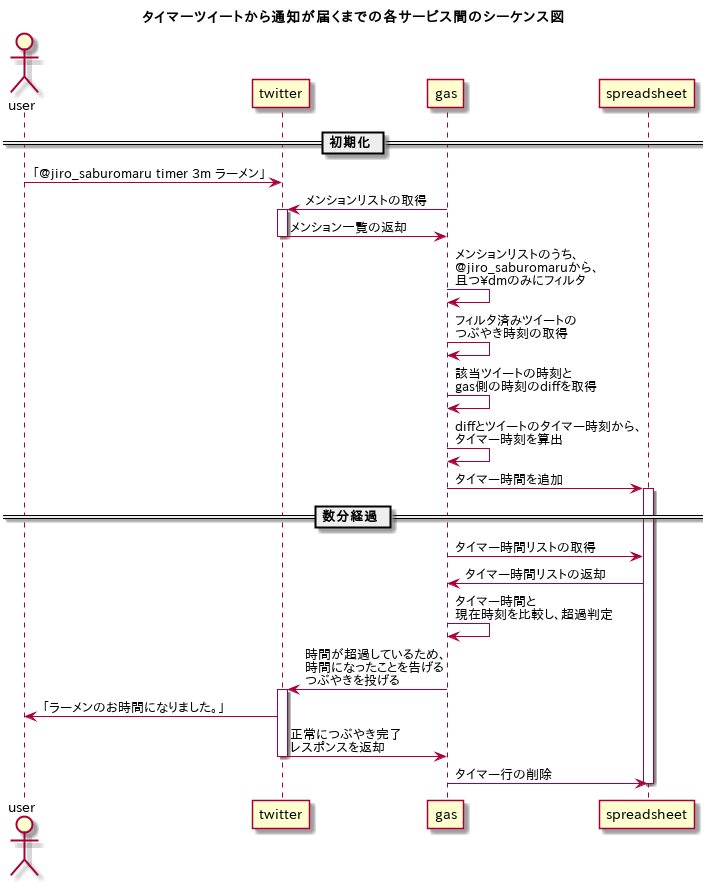 タイマーツイートから通知が届くまでの各サービス間のシーケンス図
user
twitter
gas
spreadsheet
初期化
「@jiro_saburomaru timer 3m ラーメン」
メンションリストの取得
メンション一覧の返却
メンションリストのうち、
@jiro_saburomaruから、
且つ¥dmのみにフィルタ
フィルタ済みツイートの
つぶやき時刻の取得
該当ツイートの時刻と
gas側の時刻のdiffを取得
diffとツイートのタイマー時刻から、
タイマー時刻を算出
タイマー時間を追加
数分経過
タイマー時間リストの取得
タイマー時間リストの返却
タイマー時間と
現在時刻を比較し、超過判定
時間が超過しているため、
時間になったことを告げる
つぶやきを投げる
「ラーメンのお時間になりました。」
正常につぶやき完了
レスポンスを返却
タイマー行の削除
user
twitter
gas
spreadsheet